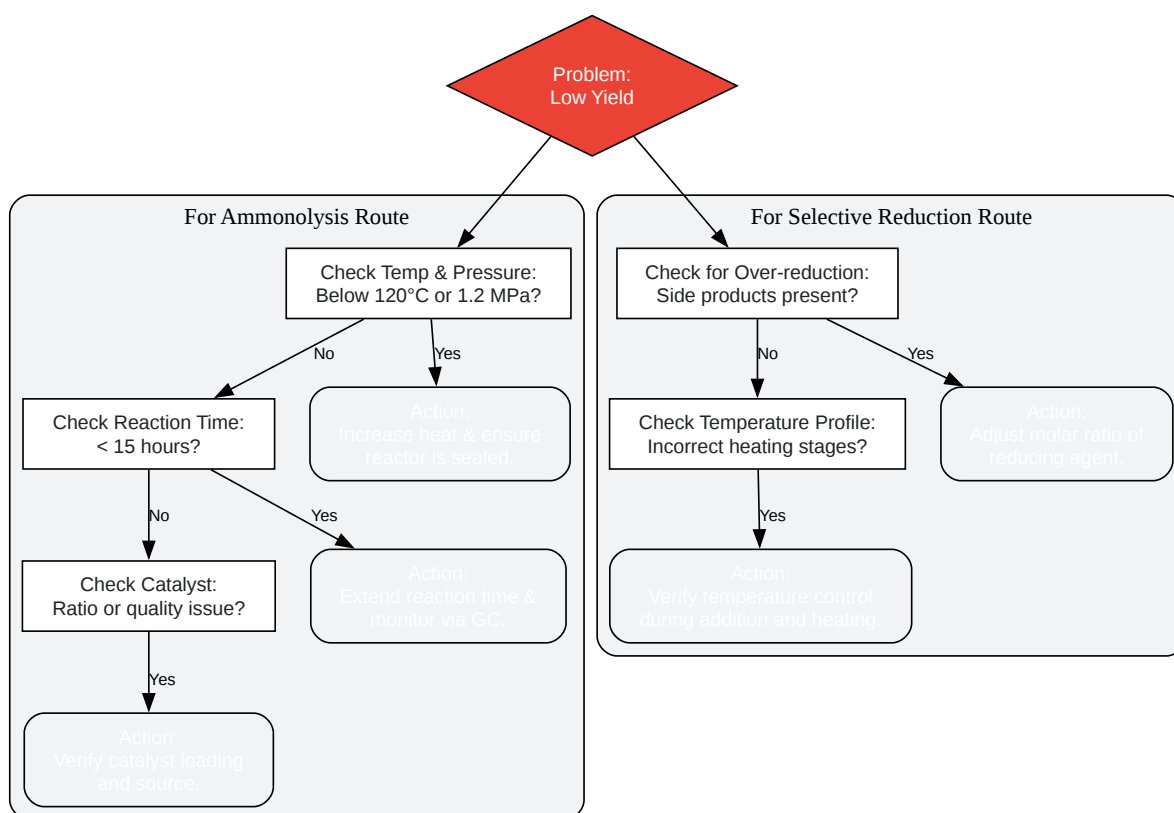 Problem:
Low Yield
For Ammonolysis Route
Check Temp & Pressure:
Below 120°C or 1.2 MPa?
No
Yes
Check Reaction Time:
< 15 hours?
Action:
Increase heat & ensure
reactor is sealed.
No
Yes
Check Catalyst:
Ratio or quality issue?
Action:
Extend reaction time &
monitor via GC.
Yes
Action:
Verify catalyst loading
and source.
For Selective Reduction Route
Check for Over-reduction:
Side products present?
No
Yes
Check Temperature Profile:
Incorrect heating stages?
Action:
Adjust molar ratio of
reducing agent.
Yes
Action:
Verify temperature control
during addition and heating.